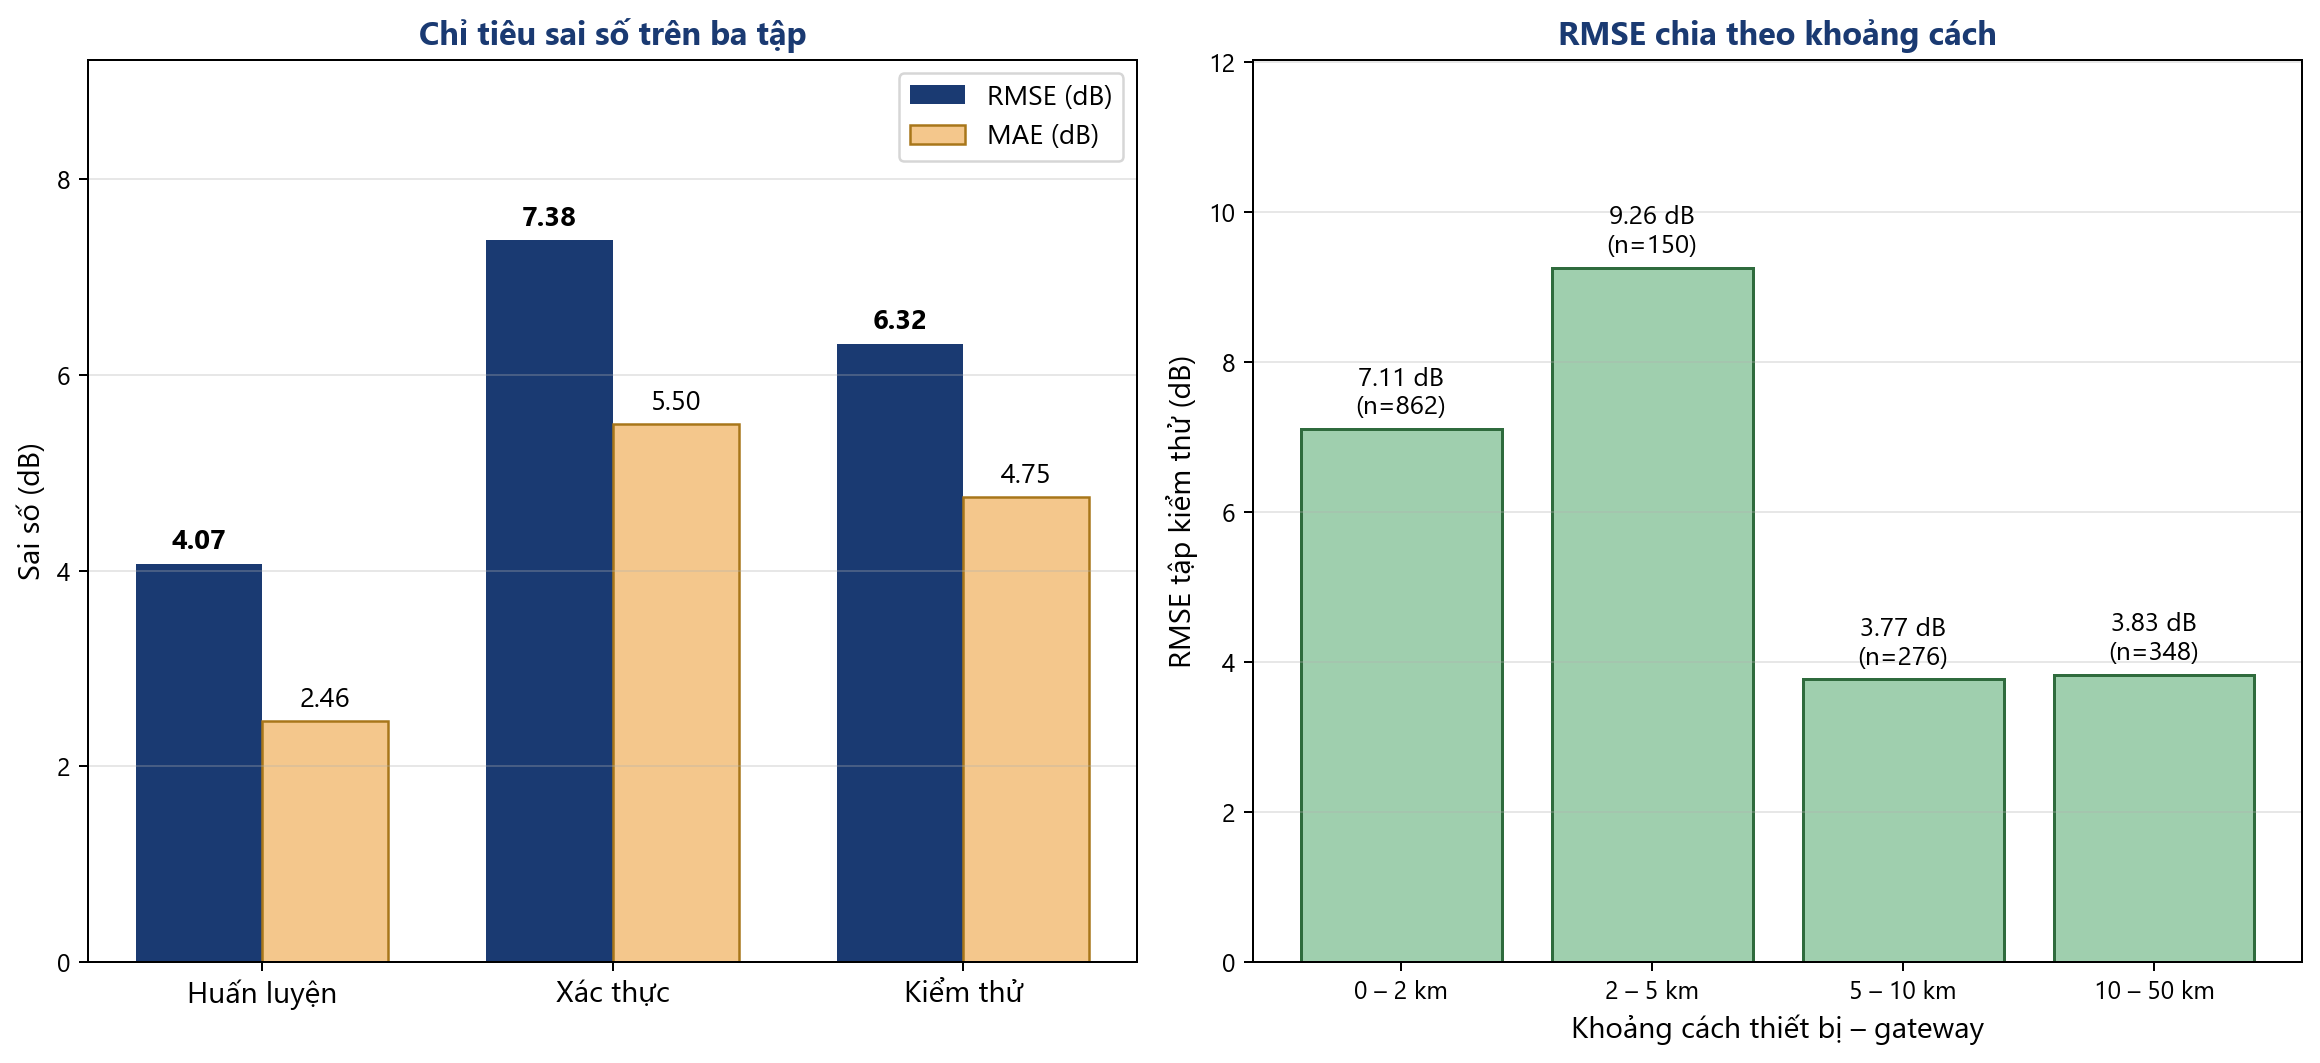 Chỉ tiêu sai số trên ba tập
RMSE (dB)
MAE (dB)
Sai số (dB)
8
6
4
2
0
4.07
2.46
7.38
5.50
6.32
4.75
Huấn luyện
Xác thực
Kiểm thử
RMSE chia theo khoảng cách
RMSE tập kiểm thử (dB)
12
10
8
6
4
2
0
7.11 dB
(n=862)
9.26 dB
(n=150)
3.77 dB
(n=276)
3.83 dB
(n=348)
0 – 2 km
2 – 5 km
5 – 10 km
10 – 50 km
Khoảng cách thiết bị – gateway